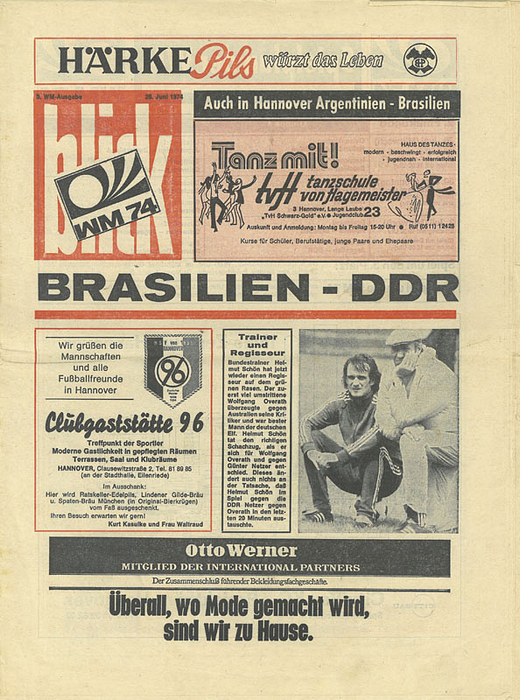 HÄRKE Pils würzt das Leben
5. WM-Ausgabe
26. Juni 1974
blick
WM 74
Auch in Hannover Argentinien - Brasilien
Tanz mit!
HAUS DES TANZES·
modern - beschwingt - erfolgreich
- jugendnah - international
tvH tanzschule
von Hagemeister
3 Hannover, Lange Laube 23
„TvH Schwarz-Gold" e.v. ● Jugendclub
Auskunft und Anmeldung: Montag bis Freitag 15-20 Uhr ● Ruf (0511) 12425
Kurse für Schüler, Berufstätige, junge Paare und Ehepaare
BRASILIEN - DDR
Wir grüßen die
Mannschaften
und alle
Fußballfreunde
in Hannover
96
Clubgaststätte 96
Treffpunkt der Sportler
Moderne Gastlichkeit in gepflegten Räumen
Terrassen, Saal und Klubräume
HANNOVER, Clausewitzstraße 2, Tel. 81 89 85
(an der Stadthalle, Eilenriede)
Im Ausschank:
Hier wird Ratskeller-Edelpils, Lindener Gilde-Bräu
u. Spaten-Bräu München (in Original-Bierkrügen)
vom Faß ausgeschenkt.
Ihren Besuch erwarten wir gern!
Kurt Kasulke und Frau Waltraud
Trainer
und
Regisseur
Bundestrainer Hel-
mut Schön hat jetzt
wieder einen Regis-
seur auf dem grü-
nen Rasen. Der zu-
erst viel umstrittene
Wolfgang Overath
überzeugte gegen
Australien seine Kri-
tiker und war bester
Mann der deutschen
Elf. Helmut Schön
tat den richtigen
Schachzug, als er
sich für Wolfgang
Overath und gegen
Günter Netzer ent-
schied. Dieses än-
dert auch nichts an
der Tatsache, daß
Helmut Schön im
Spiel gegen die
DDR Netzer gegen
Overath in den letz-
ten 20 Minuten aus-
tauschte.
Otto Werner
MITGLIED DER INTERNATIONAL PARTNERS
Der Zusammenschluß führender Bekleidungsfachgeschäfte.
Überall, wo Mode gemacht wird,
sind wir zu Hause.